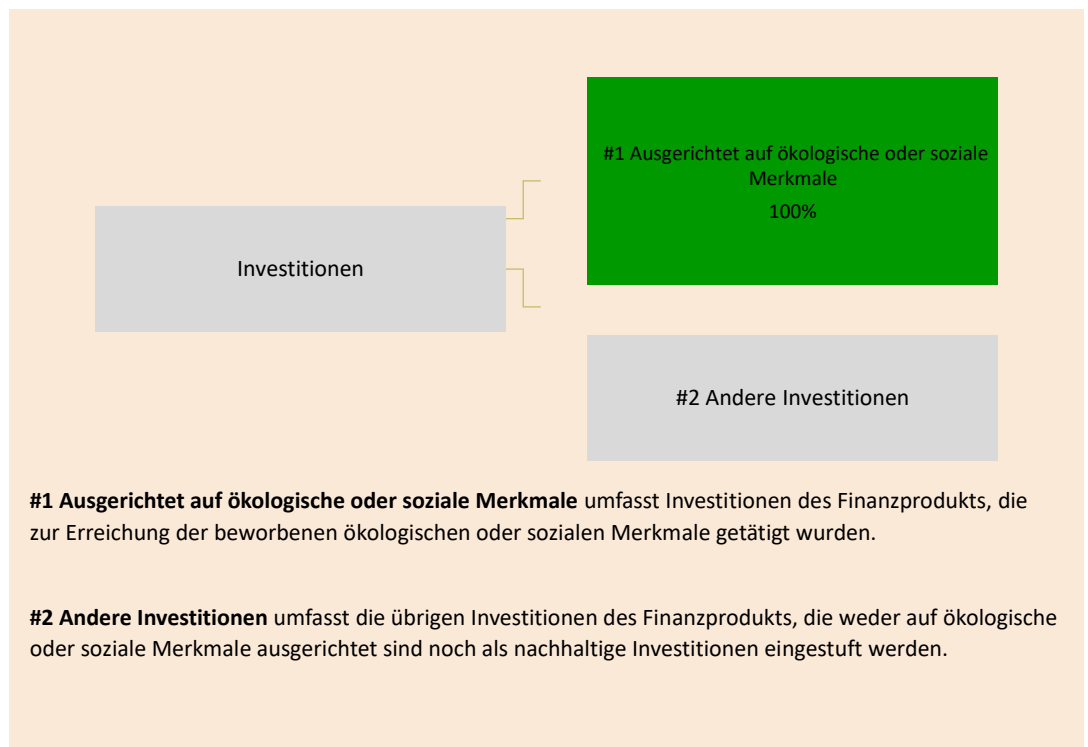 #1 Ausgerichtet auf ökologische oder soziale
Merkmale
100%
Investitionen
#2 Andere Investitionen
#1 Ausgerichtet auf ökologische oder soziale Merkmale umfasst Investitionen des Finanzprodukts, die
zur Erreichung der beworbenen ökologischen oder sozialen Merkmale getätigt wurden.
#2 Andere Investitionen umfasst die übrigen Investitionen des Finanzprodukts, die weder auf ökologische
oder soziale Merkmale ausgerichtet sind noch als nachhaltige Investitionen eingestuft werden.